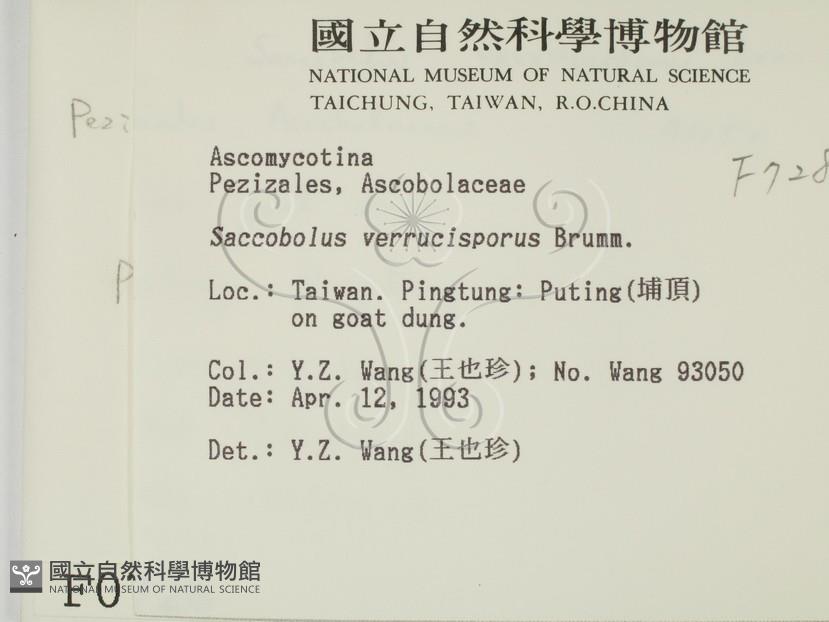 國立自然科學博物館
NATIONAL MUSEUM OF NATURAL SCIENCE
TAICHUNG, TAIWAN, R.O.CHINA
Pezi
Ascomycotina
Pezizales, Ascobolaceae
F728
Saccobolus verrucisporus Brumm.
P
Loc.: Taiwan. Pingtung: Puting(埔頂)
on goat dung.
Col.: Y.Z. Wang(王也珍); No. Wang 93050
Date: Apr. 12, 1993
Det.: Y.Z. Wang(王也珍)
國立自然科學博物館
NATIONAL MUSEUM OF NATURAL SCIENCE
F0